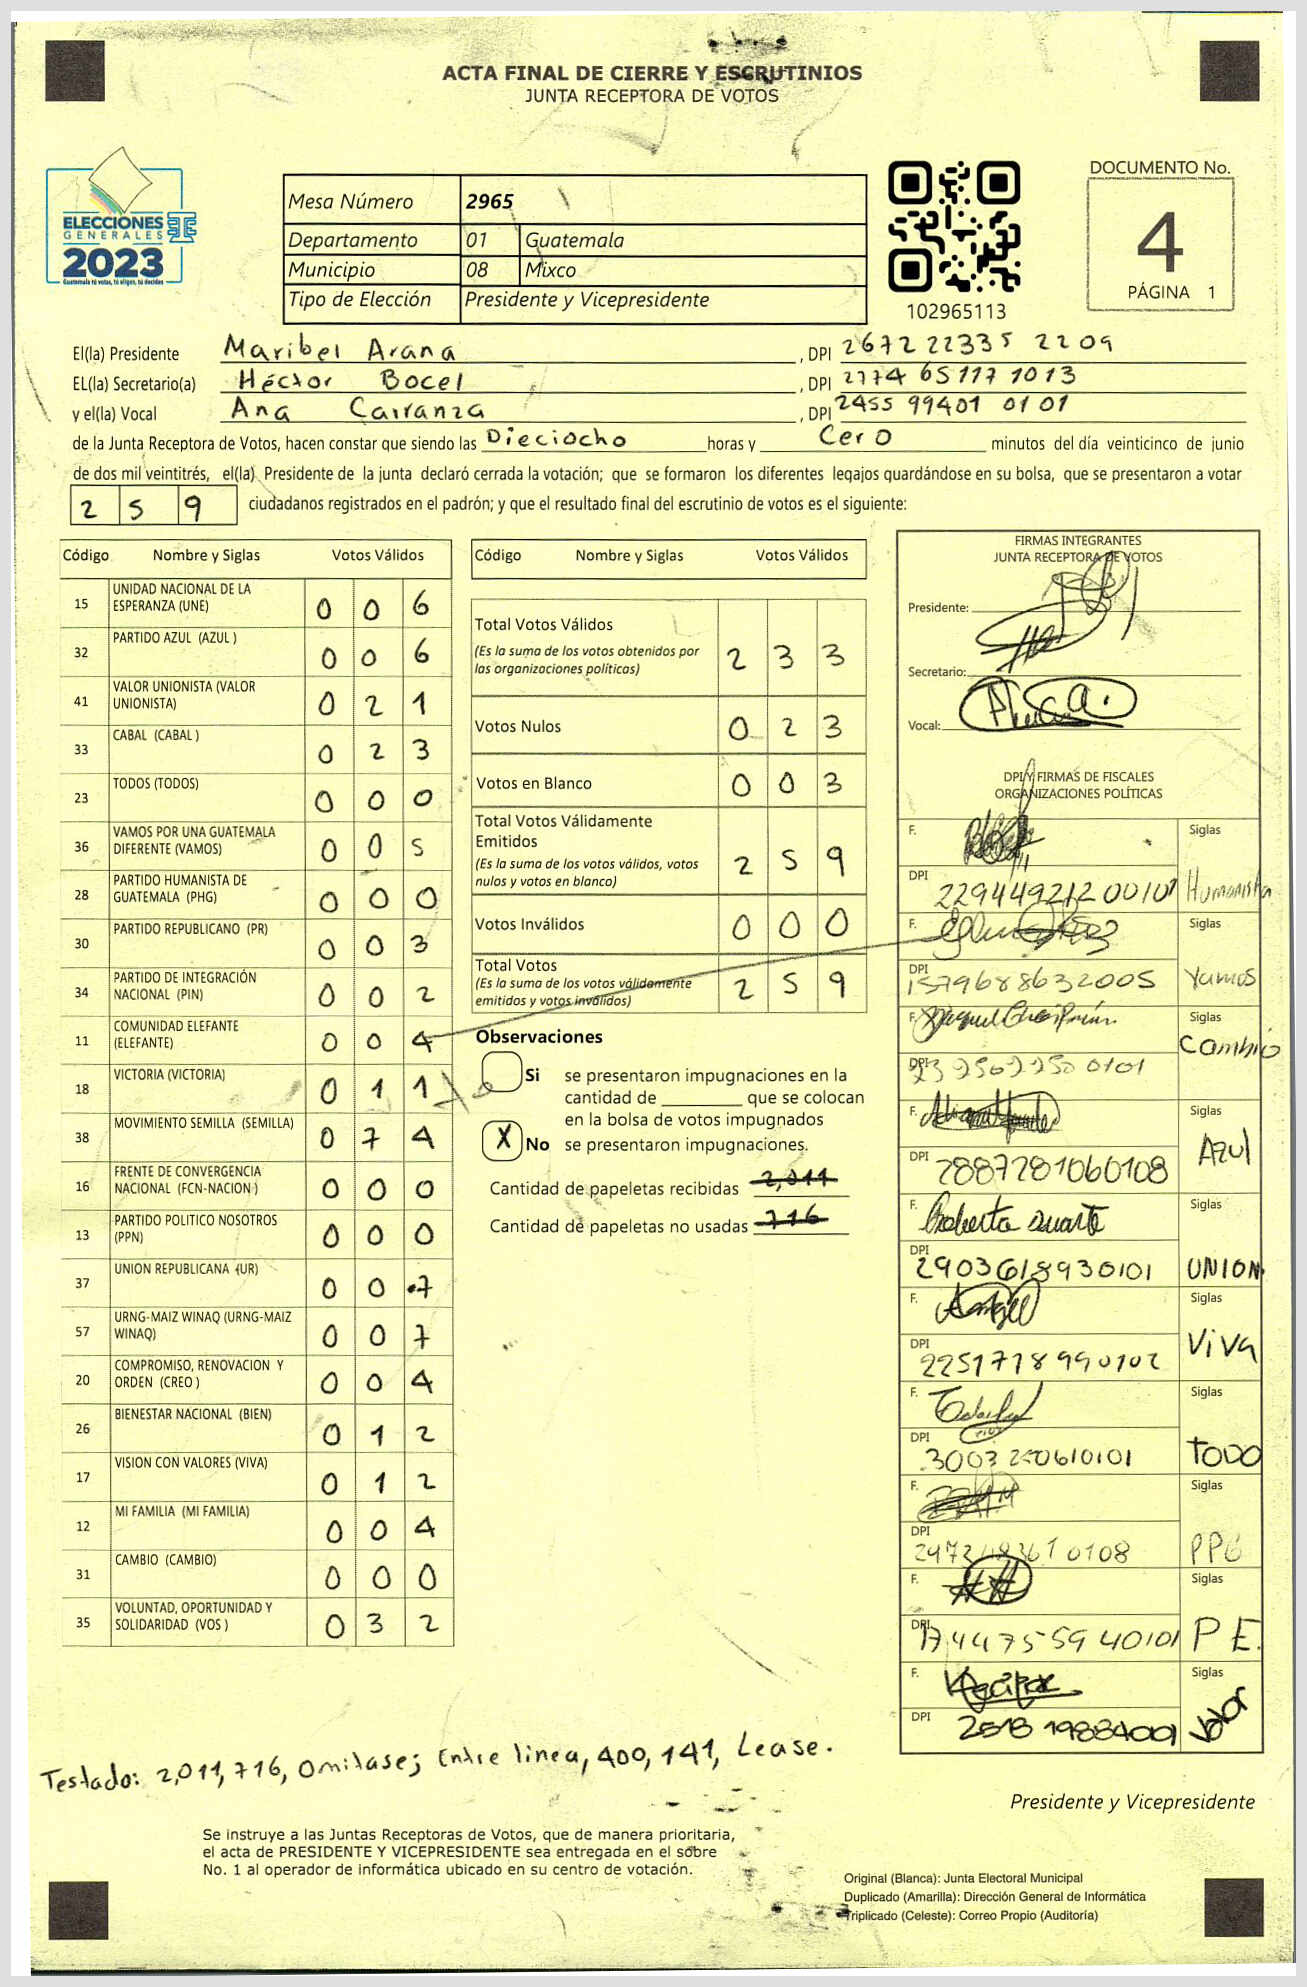 ACTA FINAL DE CIERRE Y ESCRUTINIOS
JUNTA RECEPTORA DE VOTOS
ELECCIONES
GENERALES
2023
Guatemala tú votas, tú eliges, tú decides
Mesa Número 2965
Departamento 01 Guatemala
Municipio 08 Mixco
Tipo de Elección Presidente y Vicepresidente
102965113
DOCUMENTO No.
4
PÁGINA 1
El(la) Presidente Maribel Arana , DPI 2672 22335 2209
EL(la) Secretario(a) Héctor Bocel , DPI 2774 65117 1013
y el(la) Vocal Ana Carranza , DPI 2455 99401 0101
de la Junta Receptora de Votos, hacen constar que siendo las Dieciocho horas y Cero minutos del día veinticinco de junio
de dos mil veintitrés, el(la) Presidente de la junta declaró cerrada la votación; que se formaron los diferentes legajos guardándose en su bolsa, que se presentaron a votar
2 5 9 ciudadanos registrados en el padrón; y que el resultado final del escrutinio de votos es el siguiente:
Código Nombre y Siglas Votos Válidos
15 UNIDAD NACIONAL DE LA ESPERANZA (UNE) 0 0 6
32 PARTIDO AZUL (AZUL ) 0 0 6
41 VALOR UNIONISTA (VALOR UNIONISTA) 0 2 1
33 CABAL (CABAL ) 0 2 3
23 TODOS (TODOS) 0 0 0
36 VAMOS POR UNA GUATEMALA DIFERENTE (VAMOS) 0 0 5
28 PARTIDO HUMANISTA DE GUATEMALA (PHG) 0 0 0
30 PARTIDO REPUBLICANO (PR) 0 0 3
34 PARTIDO DE INTEGRACIÓN NACIONAL (PIN) 0 0 2
11 COMUNIDAD ELEFANTE (ELEFANTE) 0 0 4
18 VICTORIA (VICTORIA) 0 1 1
38 MOVIMIENTO SEMILLA (SEMILLA) 0 7 4
16 FRENTE DE CONVERGENCIA NACIONAL (FCN-NACION ) 0 0 0
13 PARTIDO POLITICO NOSOTROS (PPN) 0 0 0
37 UNION REPUBLICANA (UR) 0 0 7
57 URNG-MAIZ WINAQ (URNG-MAIZ WINAQ) 0 0 7
20 COMPROMISO, RENOVACION Y ORDEN (CREO ) 0 0 4
26 BIENESTAR NACIONAL (BIEN) 0 1 2
17 VISION CON VALORES (VIVA) 0 1 2
12 MI FAMILIA (MI FAMILIA) 0 0 4
31 CAMBIO (CAMBIO) 0 0 0
35 VOLUNTAD, OPORTUNIDAD Y SOLIDARIDAD (VOS ) 0 3 2
Código Nombre y Siglas Votos Válidos
Total Votos Válidos
(Es la suma de los votos obtenidos por las organizaciones políticas) 2 3 3
Votos Nulos 0 2 3
Votos en Blanco 0 0 3
Total Votos Válidamente Emitidos
(Es la suma de los votos válidos, votos nulos y votos en blanco) 2 5 9
Votos Inválidos 0 0 0
Total Votos
(Es la suma de los votos válidamente emitidos y votos inválidos) 2 5 9
Observaciones
Si se presentaron impugnaciones en la
cantidad de ________ que se colocan
en la bolsa de votos impugnados
X No se presentaron impugnaciones.
Cantidad de papeletas recibidas 2,011
Cantidad de papeletas no usadas 716
FIRMAS INTEGRANTES
JUNTA RECEPTORA DE VOTOS
Presidente:
Secretario:
Vocal:
DPI Y FIRMAS DE FISCALES
ORGANIZACIONES POLÍTICAS
F. Siglas
DPI 229449212 00101 Humanista
F. Siglas
DPI 1579688632005 Vamos
F. Siglas
DPI Cambio
F. Siglas
DPI 2887281060108 Azul
F. Roberta Duarte Siglas
DPI 2903618930101 UNION
F. Siglas
DPI 2251718990102 VIVA
F. Siglas
DPI 3003 250610101 TODO
F. Siglas
DPI
F. Siglas
DPI 1744755940101 P E.
F. Siglas
DPI 2518 19884001 Valor
Testado: 2,011, 716, Omitase; Entre linea, 400, 141, Lease.
Presidente y Vicepresidente
Se instruye a las Juntas Receptoras de Votos, que de manera prioritaria,
el acta de PRESIDENTE Y VICEPRESIDENTE sea entregada en el sobre
No. 1 al operador de informática ubicado en su centro de votación.
Original (Blanca): Junta Electoral Municipal
Duplicado (Amarilla): Dirección General de Informática
Triplicado (Celeste): Correo Propio (Auditoría)